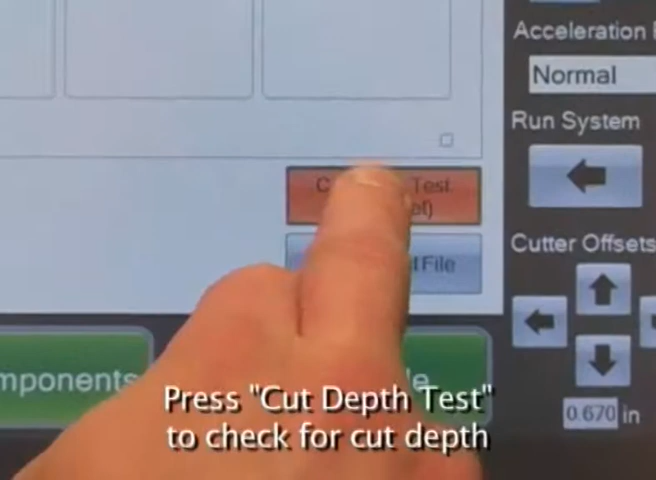 Acceleration
Normal
Run System
Test
Cutter Offsets
File
0.670 in
Press "Cut Depth Test"
to check for cut depth